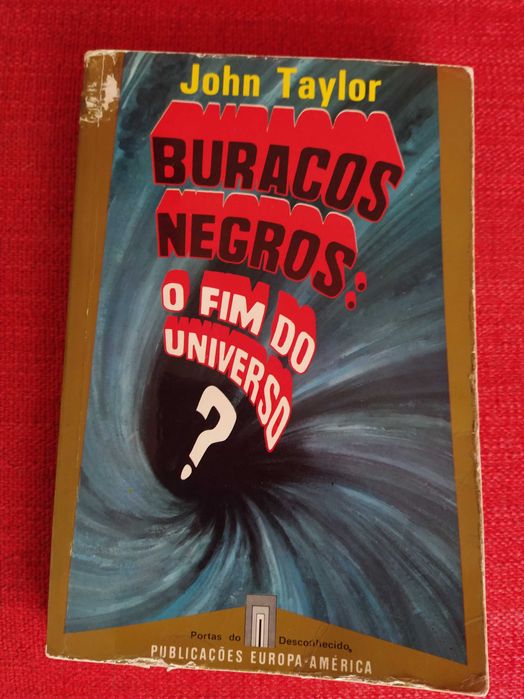 John Taylor
BURACOS
NEGROS:
O FIM DO
UNIVERSO
?
Portas do Desconhecido
PUBLICAÇÕES EUROPA-AMÉRICA